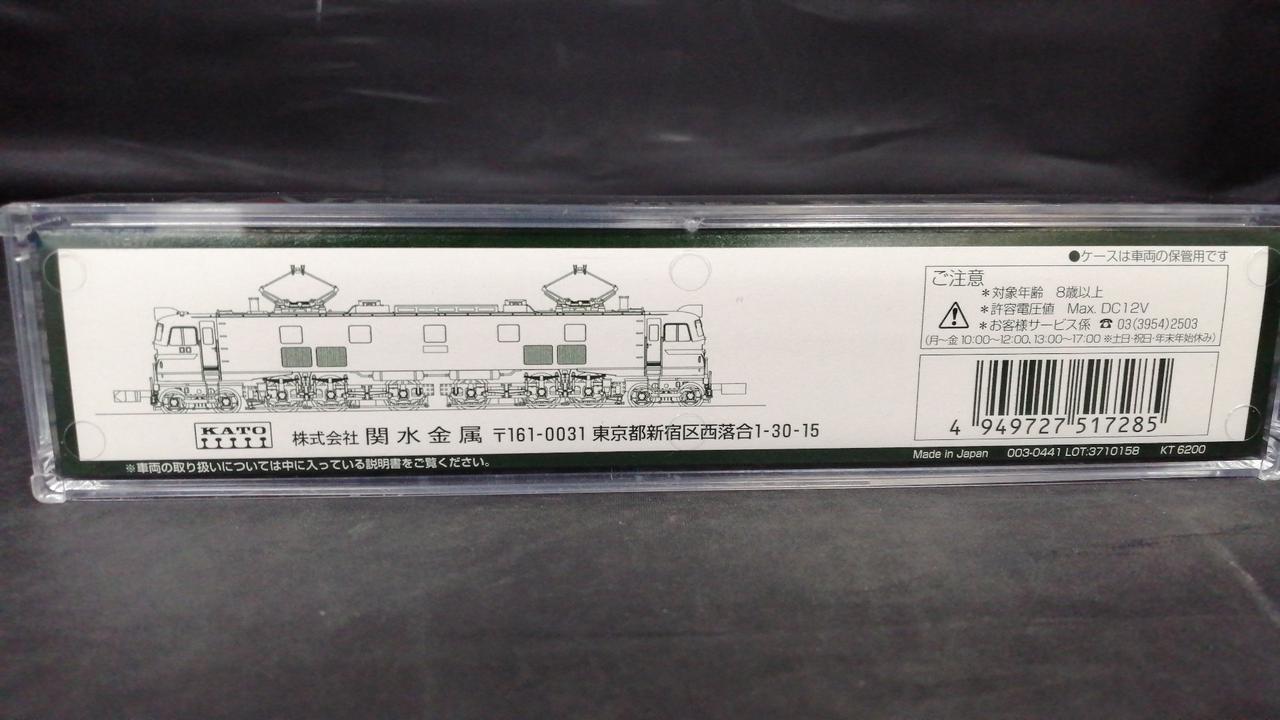 ●ケースは車両の保管用です
ご注意
＊対象年齢 8歳以上
＊許容電圧値 Max. DC12V
＊お客様サービス係 ☎ 03(3954)2503
(月〜金 10:00〜12:00、13:00〜17:00 ※土日・祝日・年末年始休み)
KATO
株式会社 関水金属 〒161-0031 東京都新宿区西落合1-30-15
4 949727 517285
※車両の取り扱いについては中に入っている説明書をご覧ください。
Made in Japan 003-0441 LOT:3710158 KT 6200